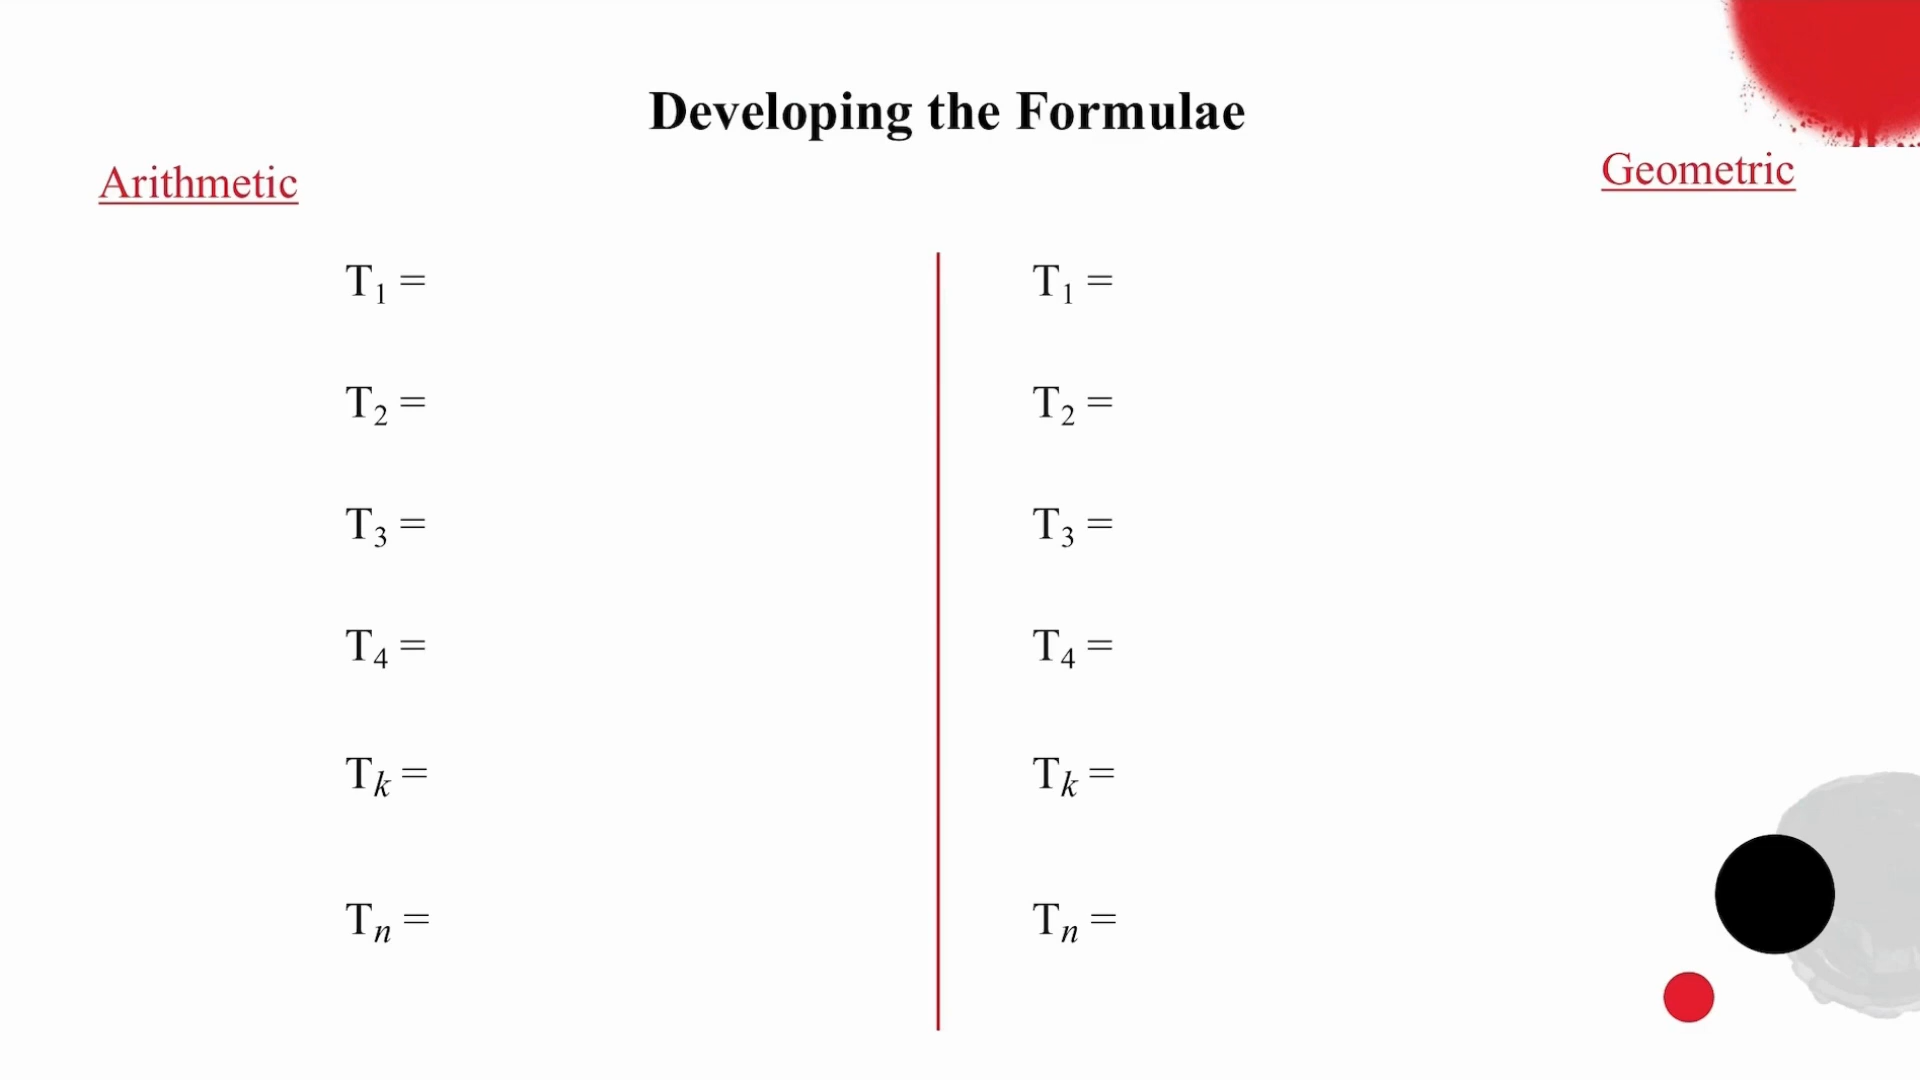 Developing the Formulae
Arithmetic
Geometric
T₁ =
T₂ =
T₃ =
T₄ =
Tₖ =
Tₙ =
T₁ =
T₂ =
T₃ =
T₄ =
Tₖ =
Tₙ =